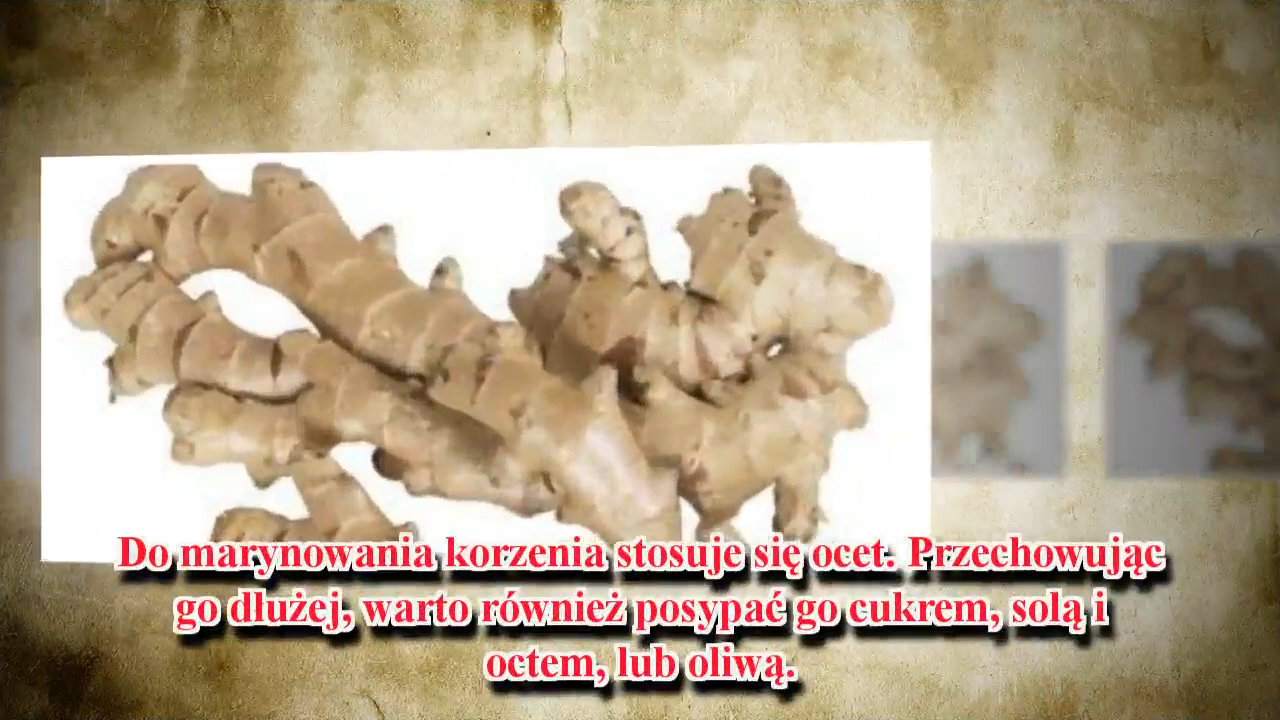 Do marynowania korzenia stosuje się ocet. Przechowując
go dłużej, warto również posypać go cukrem, solą i
octem, lub oliwą.